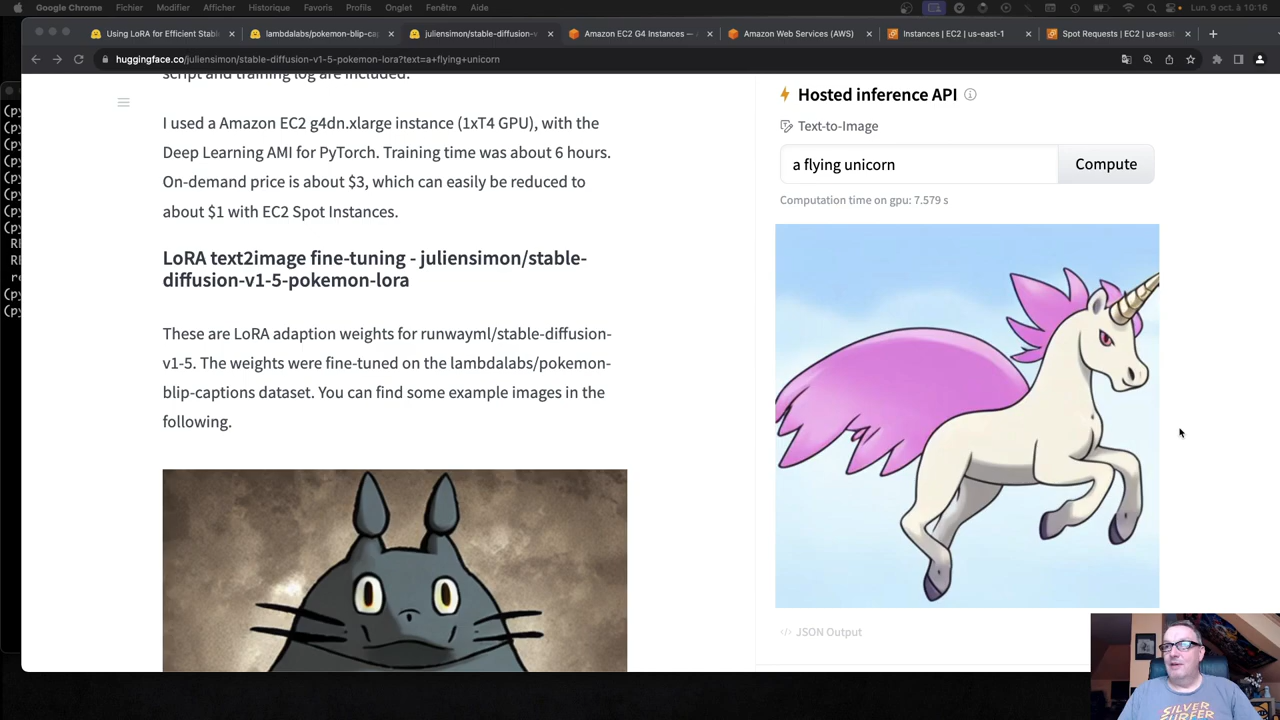 Google Chrome Fichier Modifier Présentation Historique Favoris Profils Onglet Fenêtre Aide Lun. 9 oct. à 10:16
Using LoRA for Efficient Stabl
lambdalabs/pokemon-blip-cap
juliensimon/stable-diffusion-v
Amazon EC2 G4 Instances —
Amazon Web Services (AWS)
Instances | EC2 | us-east-1
Spot Requests | EC2 | us-east
huggingface.co/juliensimon/stable-diffusion-v1-5-pokemon-lora?text=a+flying+unicorn
script and training log are included.
I used a Amazon EC2 g4dn.xlarge instance (1xT4 GPU), with the
Deep Learning AMI for PyTorch. Training time was about 6 hours.
On-demand price is about $3, which can easily be reduced to
about $1 with EC2 Spot Instances.
LoRA text2image fine-tuning - juliensimon/stable-
diffusion-v1-5-pokemon-lora
These are LoRA adaption weights for runwayml/stable-diffusion-
v1-5. The weights were fine-tuned on the lambdalabs/pokemon-
blip-captions dataset. You can find some example images in the
following.
Hosted inference API
Text-to-Image
a flying unicorn
Compute
Computation time on gpu: 7.579 s
JSON Output
SILVER
SURFER